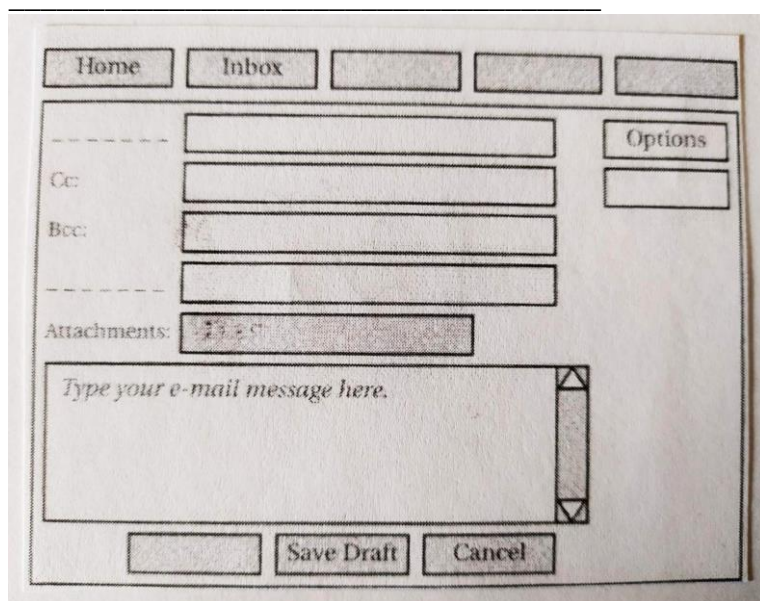 Home Inbox
Options
Cc:
Bcc:
Attachments:
Type your e-mail message here.
Save Draft Cancel